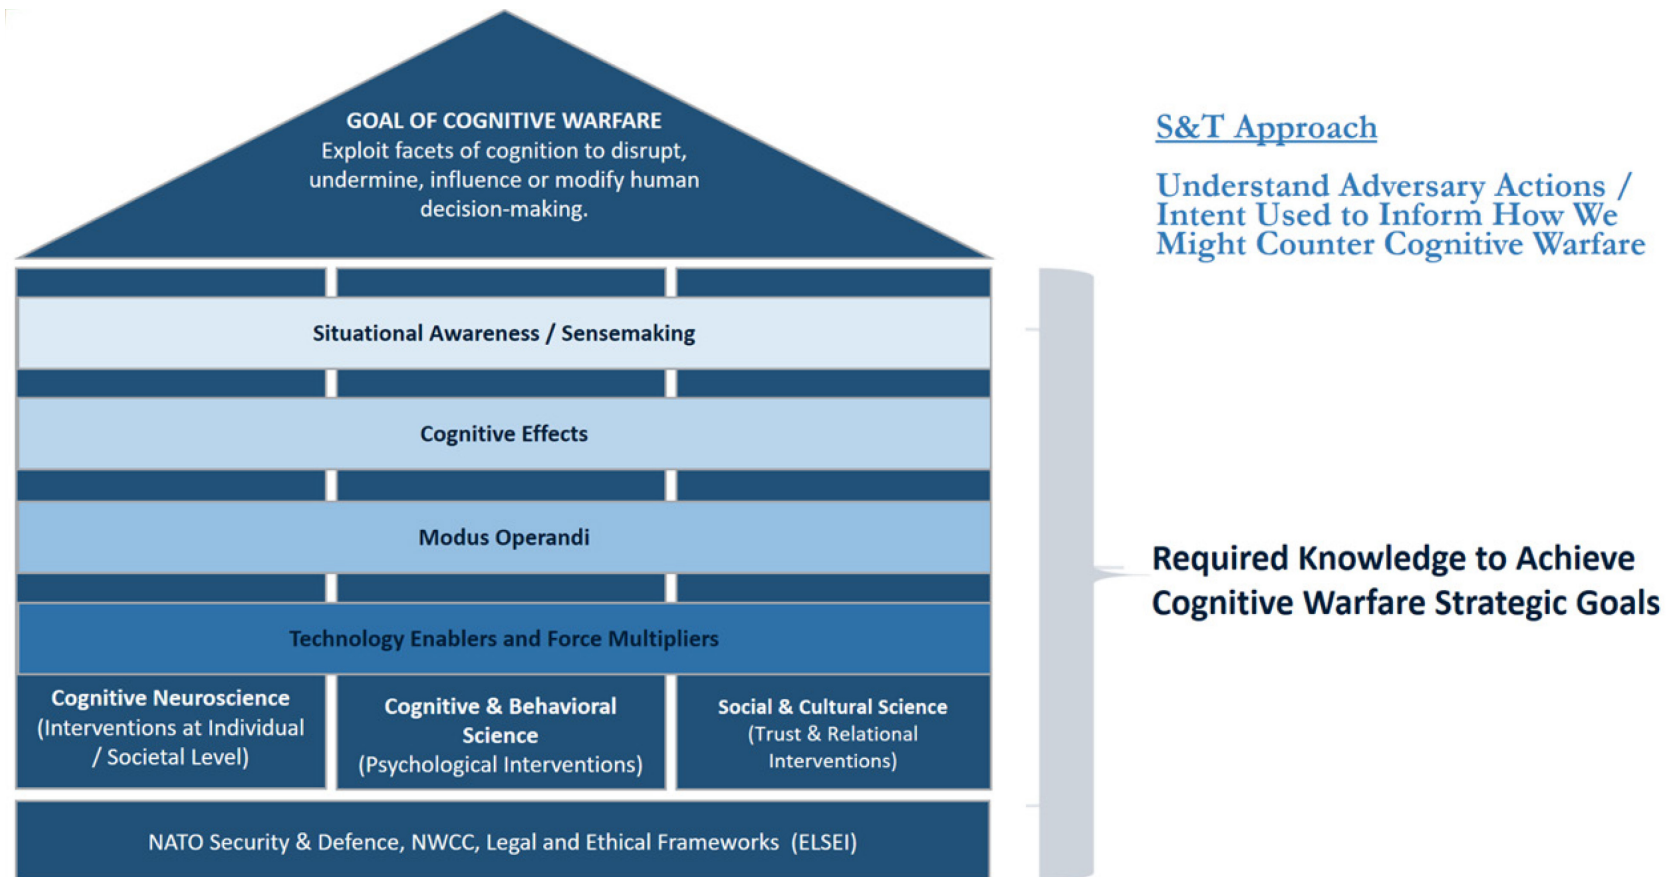 GOAL OF COGNITIVE WARFARE
Exploit facets of cognition to disrupt,
undermine, influence or modify human
decision-making.
S&T Approach
Understand Adversary Actions /
Intent Used to Inform How We
Might Counter Cognitive Warfare
Situational Awareness / Sensemaking
Cognitive Effects
Modus Operandi
Required Knowledge to Achieve
Cognitive Warfare Strategic Goals
Technology Enablers and Force Multipliers
Cognitive Neuroscience
(Interventions at Individual
/ Societal Level)
Cognitive & Behavioral
Science
(Psychological Interventions)
Social & Cultural Science
(Trust & Relational
Interventions)
NATO Security & Defence, NWCC, Legal and Ethical Frameworks (ELSEI)